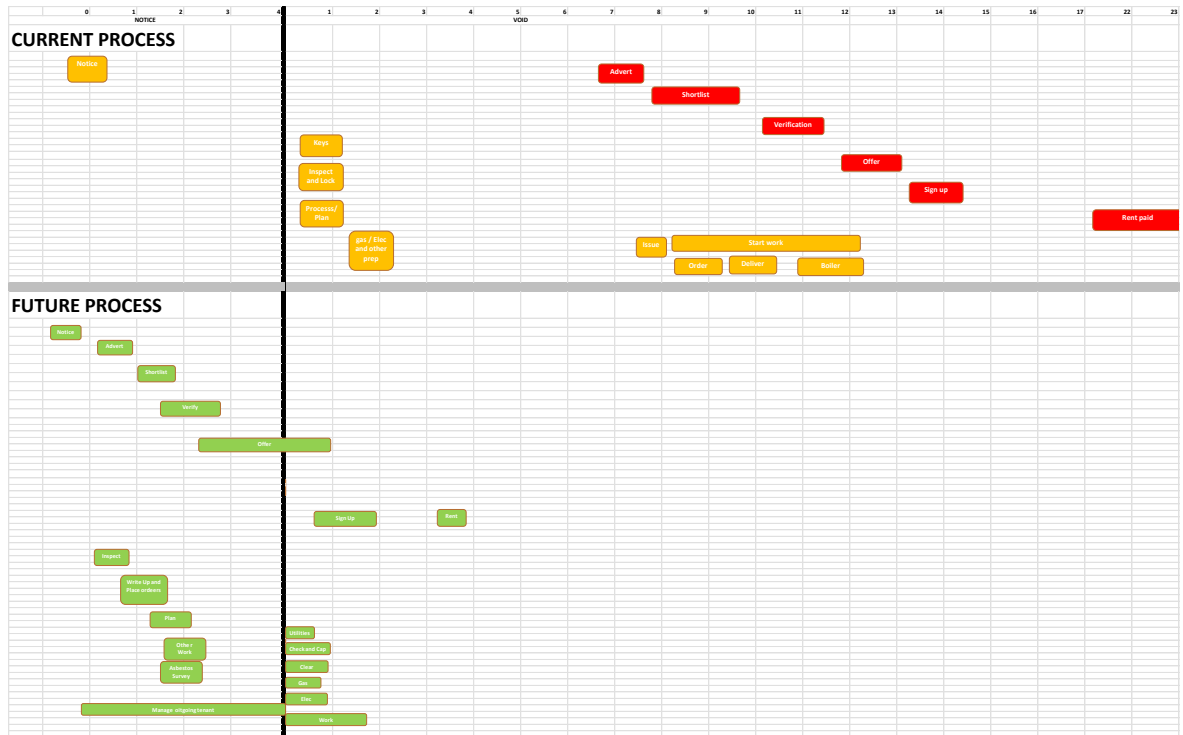 0 1 2 3 4 1 2 3 4 5 6 7 8 9 10 11 12 13 14 15 16 17 22 23
NOTICE VOID
CURRENT PROCESS
Notice
Advert
Shortlist
Verification
Keys
Offer
Inspect
and Lock
Sign up
Processs/
Plan
Rent paid
gas / Elec
and other
prep
Issue
Start work
Order
Deliver
Boiler
FUTURE PROCESS
Notice
Advert
Shortlist
Verify
Offer
Sign Up
Rent
Inspect
Write Up and
Place ordeers
Plan
Utilities
Other
Work
Check and Cap
Asbestos
Survey
Clear
Gas
Elec
Manage oitgoing tenent
Work